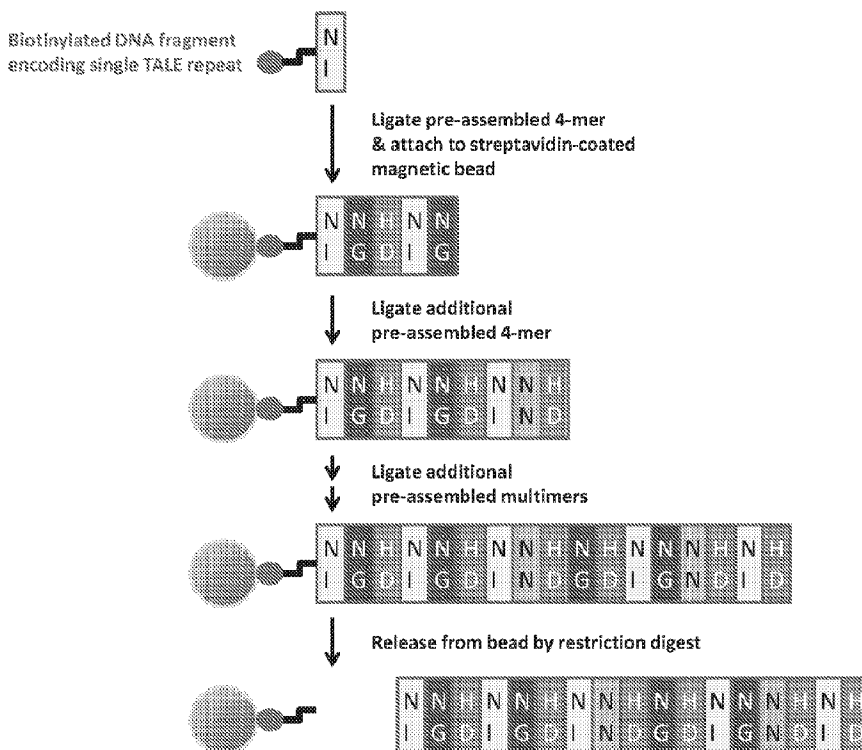 Biotinylated DNA fragment
encoding single TALE repeat
N
I
Ligate pre-assembled 4-mer
& attach to streptavidin-coated
magnetic bead
N N H N N
I G D I G
Ligate additional
pre-assembled 4-mer
N N H N N H N N H
I G D I G D I N D
Ligate additional
pre-assembled multimers
N N H N N H N N H N H N N N H N H
I G D I G D I N D G D I G N D I D
Release from bead by restriction digest
N N H N N H N N H N H N N N H N H
I G D I G D I N D G D I G N D I D